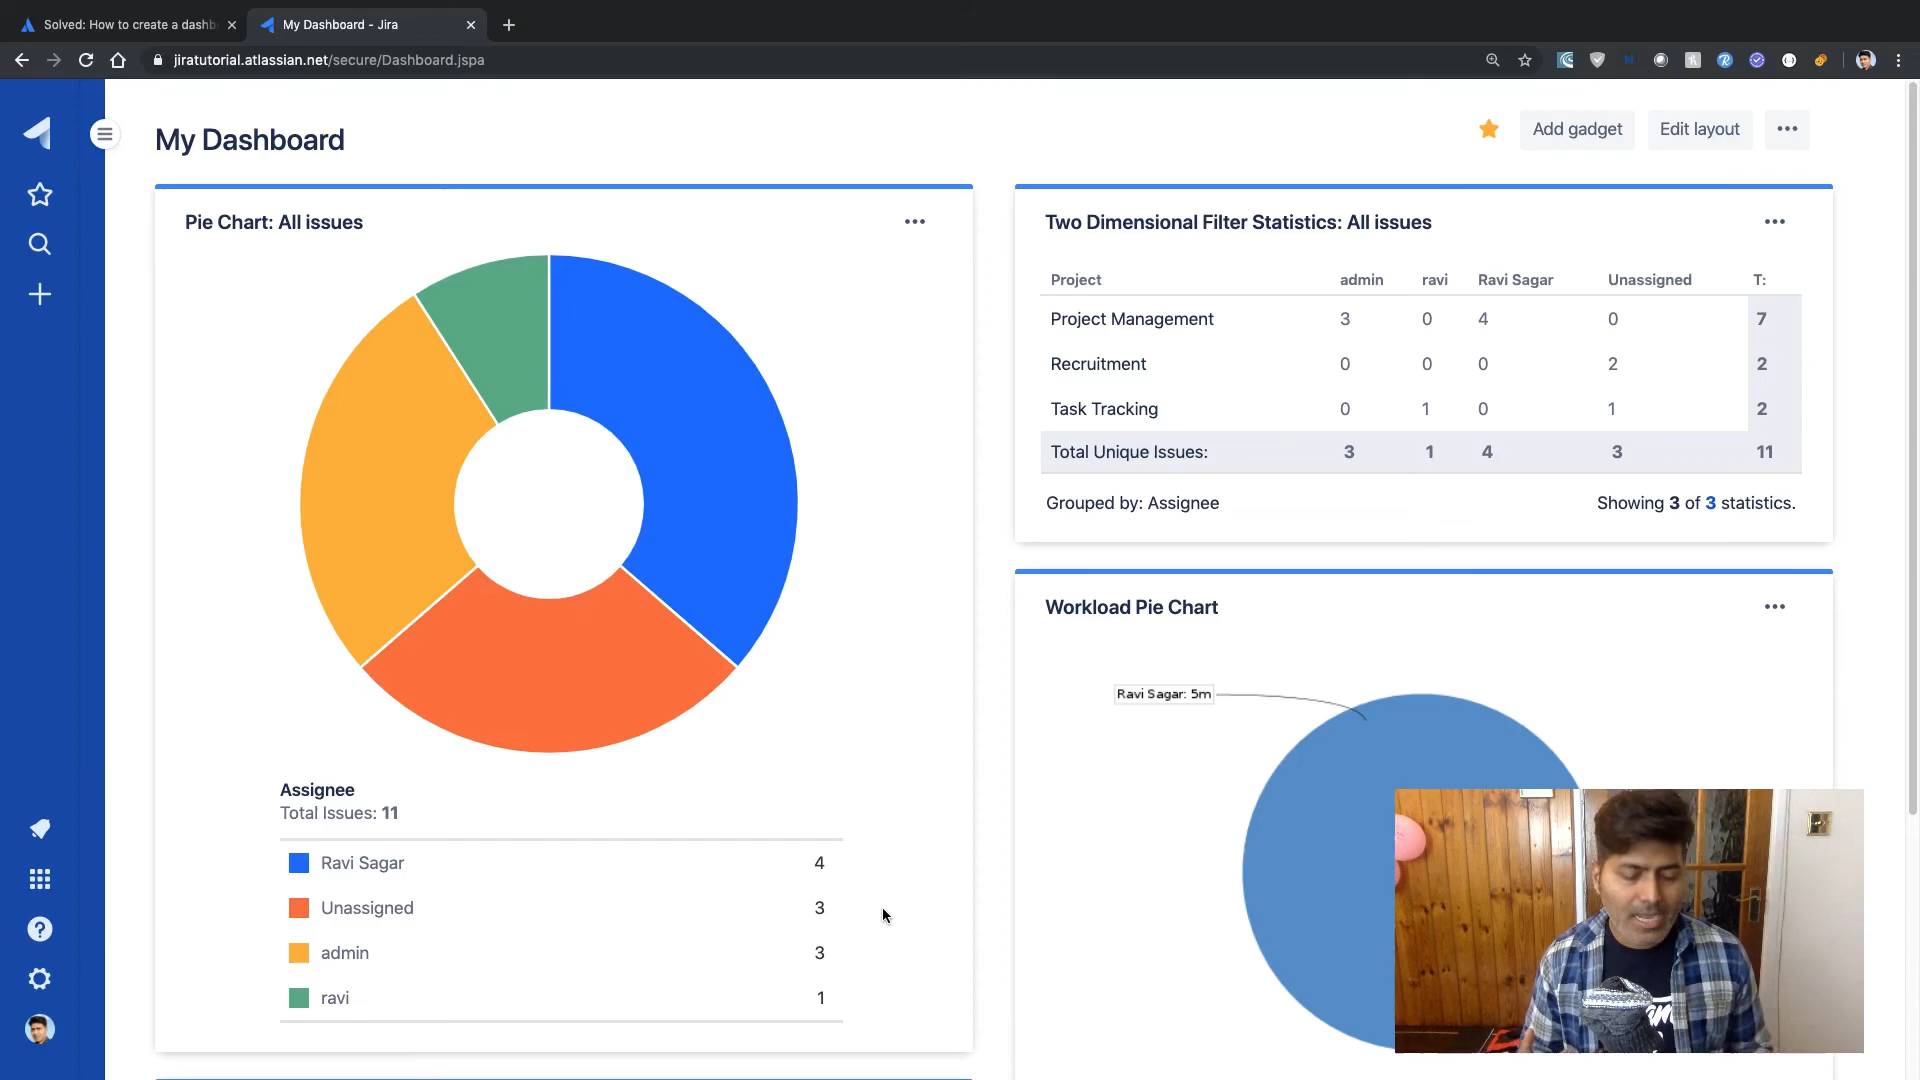 Solved: How to create a dashb
My Dashboard - Jira
jiratutorial.atlassian.net/secure/Dashboard.jspa
My Dashboard
Add gadget
Edit layout
Pie Chart: All issues
Assignee
Total Issues: 11
Ravi Sagar 4
Unassigned 3
admin 3
ravi 1
Two Dimensional Filter Statistics: All issues
Project admin ravi Ravi Sagar Unassigned T:
Project Management 3 0 4 0 7
Recruitment 0 0 0 2 2
Task Tracking 0 1 0 1 2
Total Unique Issues: 3 1 4 3 11
Grouped by: Assignee
Showing 3 of 3 statistics.
Workload Pie Chart
Ravi Sagar: 5m